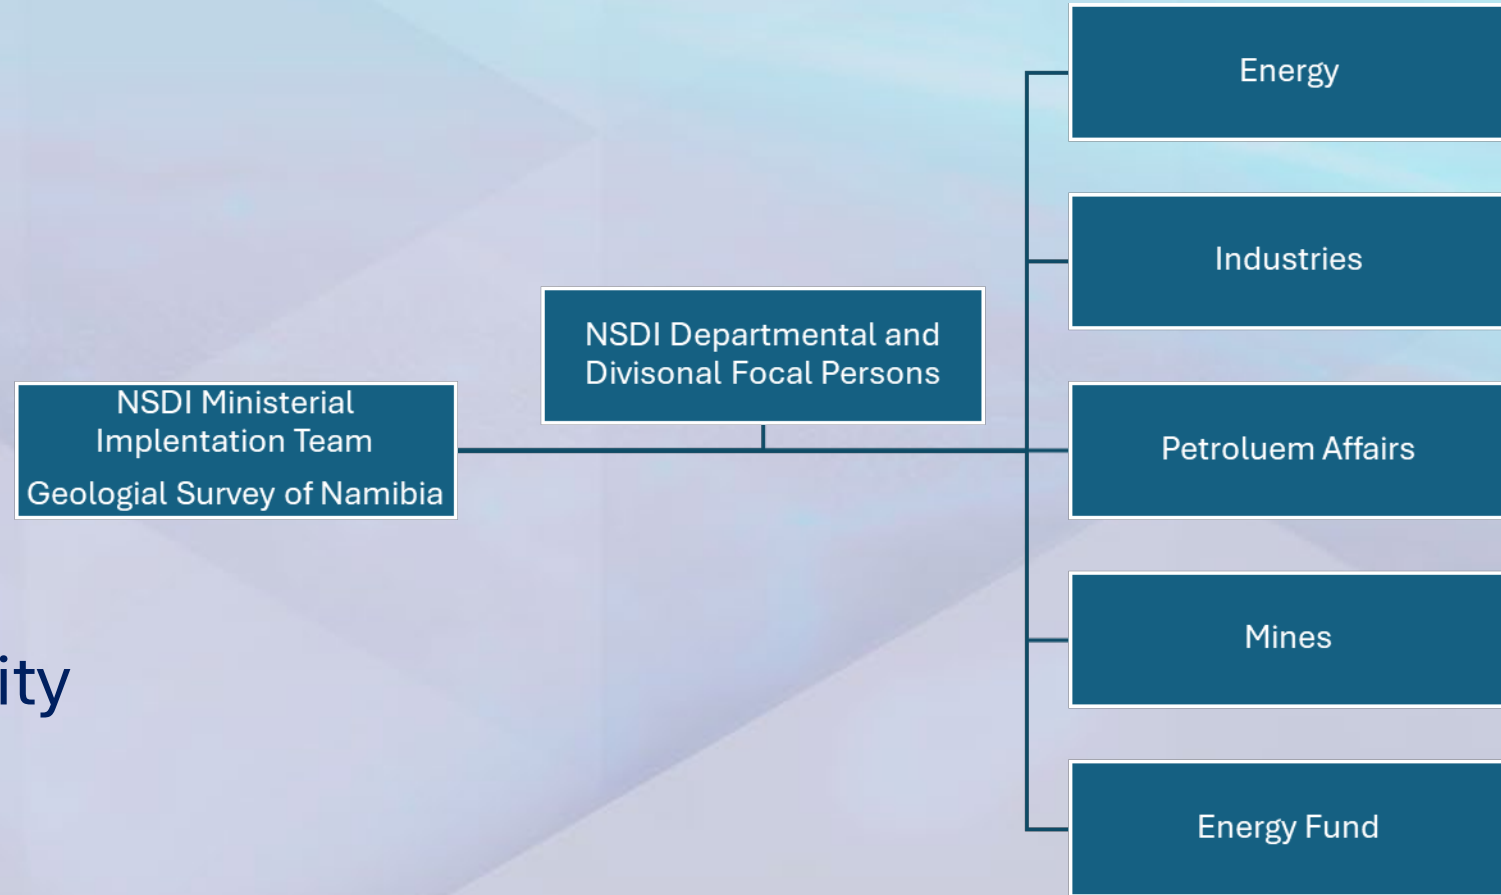 NSDI Ministerial
Implentation Team
Geologial Survey of Namibia
NSDI Departmental and
Divisonal Focal Persons
Energy
Industries
Petroluem Affairs
Mines
Energy Fund
ity